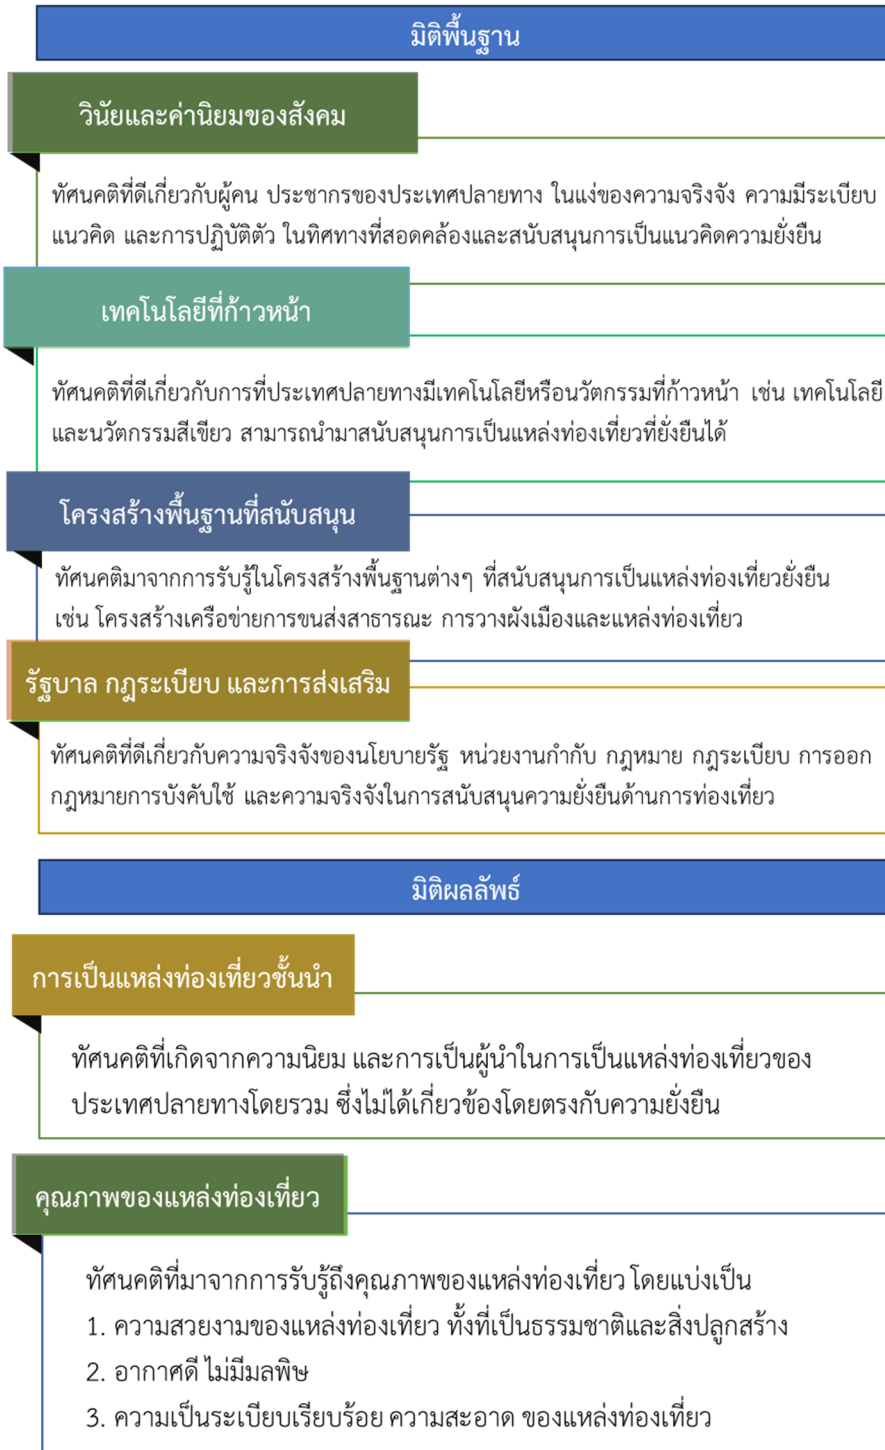 มิติพื้นฐาน
วินัยและค่านิยมของสังคม
ทัศนคติที่ดีเกี่ยวกับผู้คน ประชากรของประเทศปลายทาง ในแง่ของความจริงจัง ความมีระเบียบ
แนวคิด และการปฏิบัติตัว ในทิศทางที่สอดคล้องและสนับสนุนการเป็นแนวคิดความยั่งยืน
เทคโนโลยีที่ก้าวหน้า
ทัศนคติที่ดีเกี่ยวกับการที่ประเทศปลายทางมีเทคโนโลยีหรือนวัตกรรมที่ก้าวหน้า เช่น เทคโนโลยี
และนวัตกรรมสีเขียว สามารถนำมาสนับสนุนการเป็นแหล่งท่องเที่ยวที่ยั่งยืนได้
โครงสร้างพื้นฐานที่สนับสนุน
ทัศนคติมาจากการรับรู้ในโครงสร้างพื้นฐานต่างๆ ที่สนับสนุนการเป็นแหล่งท่องเที่ยวยั่งยืน
เช่น โครงสร้างเครือข่ายการขนส่งสาธารณะ การวางผังเมืองและแหล่งท่องเที่ยว
รัฐบาล กฎระเบียบ และการส่งเสริม
ทัศนคติที่ดีเกี่ยวกับความจริงจังของนโยบายรัฐ หน่วยงานกำกับ กฎหมาย กฎระเบียบ การออก
กฎหมายการบังคับใช้ และความจริงจังในการสนับสนุนความยั่งยืนด้านการท่องเที่ยว
มิติผลลัพธ์
การเป็นแหล่งท่องเที่ยวชั้นนำ
ทัศนคติที่เกิดจากความนิยม และการเป็นผู้นำในการเป็นแหล่งท่องเที่ยวของ
ประเทศปลายทางโดยรวม ซึ่งไม่ได้เกี่ยวข้องโดยตรงกับความยั่งยืน
คุณภาพของแหล่งท่องเที่ยว
ทัศนคติที่มาจากการรับรู้ถึงคุณภาพของแหล่งท่องเที่ยว โดยแบ่งเป็น
1. ความสวยงามของแหล่งท่องเที่ยว ทั้งที่เป็นธรรมชาติและสิ่งปลูกสร้าง
2. อากาศดี ไม่มีมลพิษ
3. ความเป็นระเบียบเรียบร้อย ความสะอาด ของแหล่งท่องเที่ยว